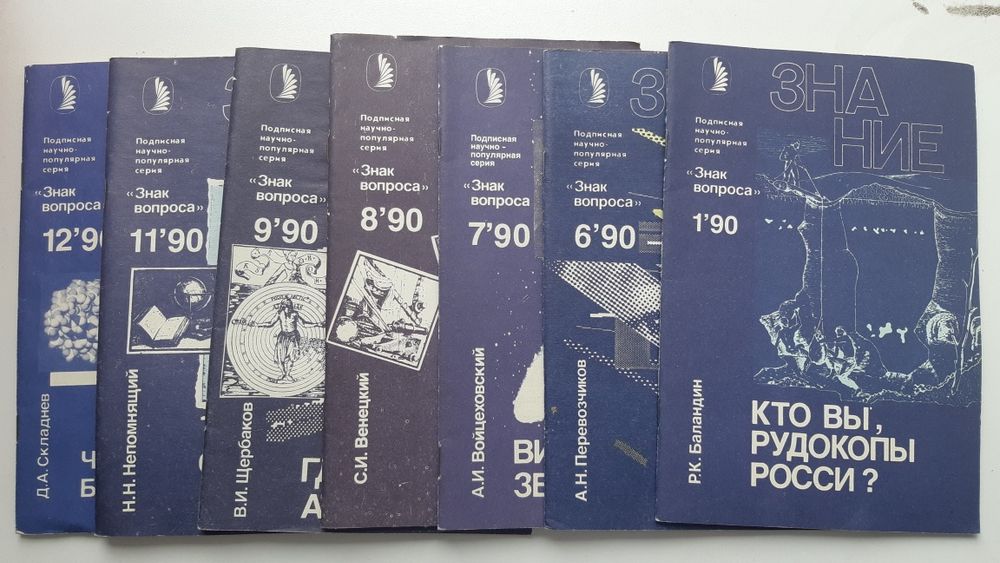 Подписная
научно-
популярная
серия
“Знак
вопроса”
12’9
Д.А. Складнев
Подписная
научно-
популярная
серия
“Знак
вопроса”
11’90
Н.Н. Непомнящий
Подписная
научно-
популярная
серия
“Знак
вопроса”
9’90
В.И. Щербаков
Подписная
научно-
популярная
серия
“Знак
вопроса”
8’90
С.И. Венецкий
Подписная
научно-
популярная
серия
“Знак
вопроса”
7’90
А.И. Войцеховский
Подписная
научно-
популярная
серия
“Знак
вопроса”
6’90
А.Н. Перевозчиков
ЗНА
НИЕ
Подписная
научно-
популярная
серия
“Знак
вопроса”
1’90
Р.К. Баландин
КТО ВЫ,
РУДОКОПЫ
РОССИ?